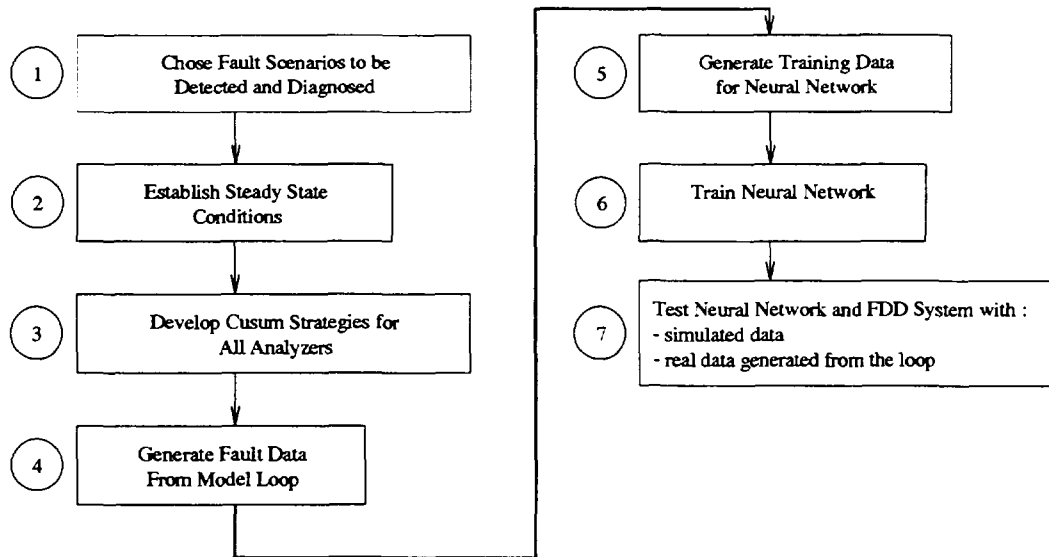 1
Chose Fault Scenarios to be
Detected and Diagnosed
2
Establish Steady State
Conditions
3
Develop Cusum Strategies for
All Analyzers
4
Generate Fault Data
From Model Loop
5
Generate Training Data
for Neural Network
6
Train Neural Network
7
Test Neural Network and FDD System with :
- simulated data
- real data generated from the loop